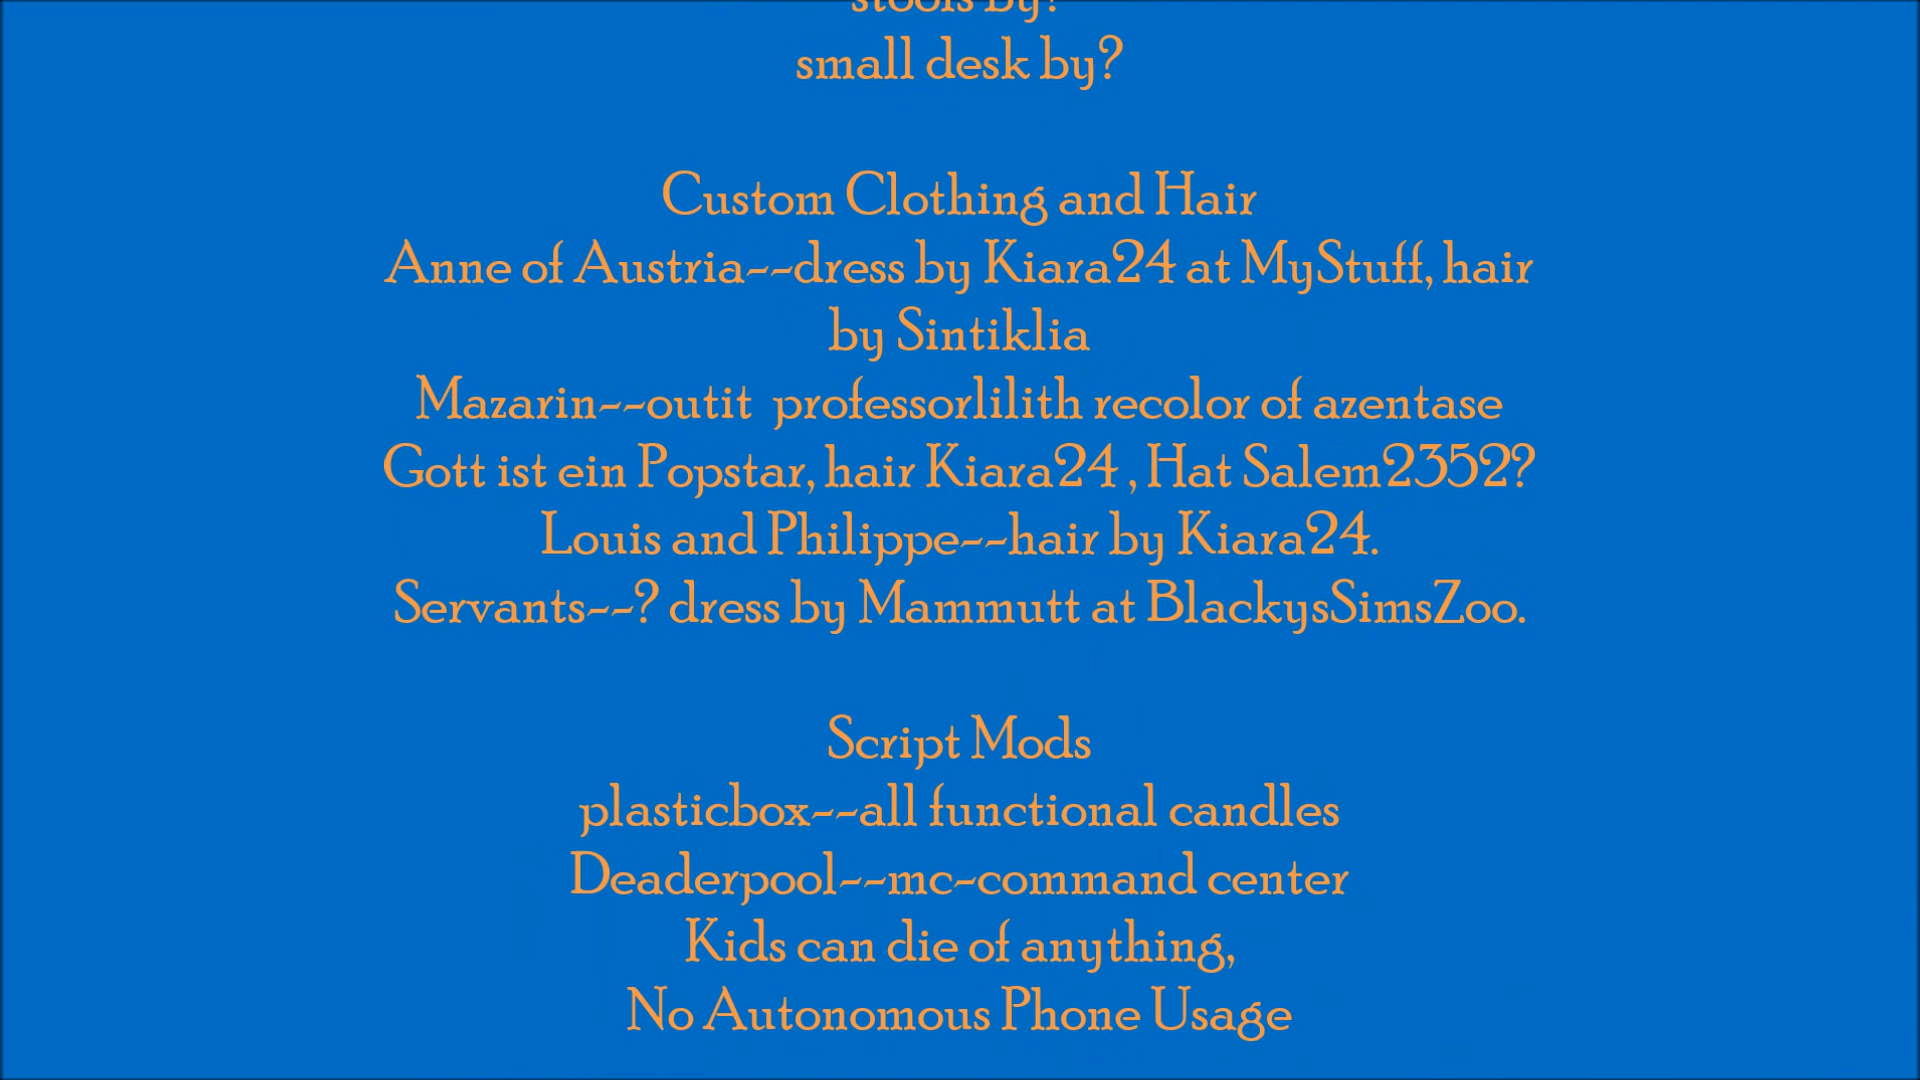 stools by?
small desk by?
Custom Clothing and Hair
Anne of Austria--dress by Kiara24 at MyStuff, hair
by Sintiklia
Mazarin--outit professorlilith recolor of azentase
Gott ist ein Popstar, hair Kiara24 , Hat Salem2352?
Louis and Philippe--hair by Kiara24.
Servants--? dress by Mammutt at BlackysSimsZoo.
Script Mods
plasticbox--all functional candles
Deaderpool--mc-command center
Kids can die of anything,
No Autonomous Phone Usage